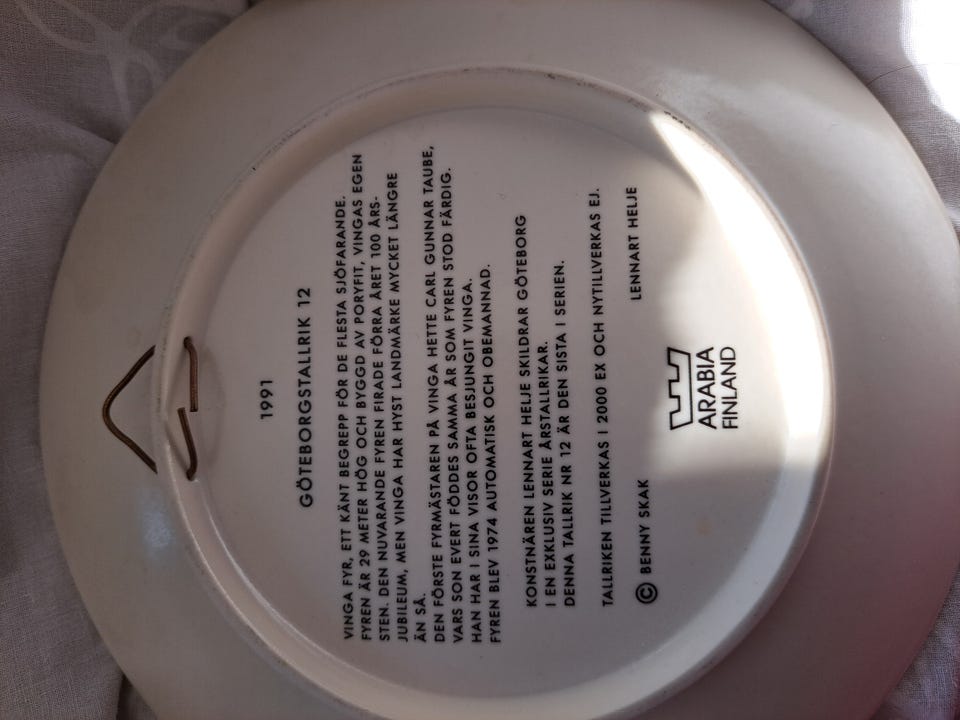 1991
GÖTEBORGSTALLRIK 12
VINGA FYR, ETT KÄNT BEGREPP FÖR DE FLESTA SJÖFARANDE.
FYREN ÄR 29 METER HÖG OCH BYGGD AV PORYFIT, VINGAS EGEN
STEN. DEN NUVARANDE FYREN FIRADE FÖRRA ÅRET 100 ÅRS-
JUBILEUM, MEN VINGA HAR HYST LANDMÄRKE MYCKET LÄNGRE
ÄN SÅ.
DEN FÖRSTE FYRMÄSTAREN PÅ VINGA HETTE CARL GUNNAR TAUBE,
VARS SON EVERT FÖDDES SAMMA ÅR SOM FYREN STOD FÄRDIG.
HAN HAR I SINA VISOR OFTA BESJUNGIT VINGA.
FYREN BLEV 1974 AUTOMATISK OCH OBEMANNAD.
KONSTNÄREN LENNART HELJE SKILDRAR GÖTEBORG
I EN EXKLUSIV SERIE ÅRSTALLRIKAR.
DENNA TALLRIK NR 12 ÄR DEN SISTA I SERIEN.
TALLRIKEN TILLVERKAS I 2000 EX OCH NYTILLVERKAS EJ.
© BENNY SKAK LENNART HELJE
ARABIA
FINLAND